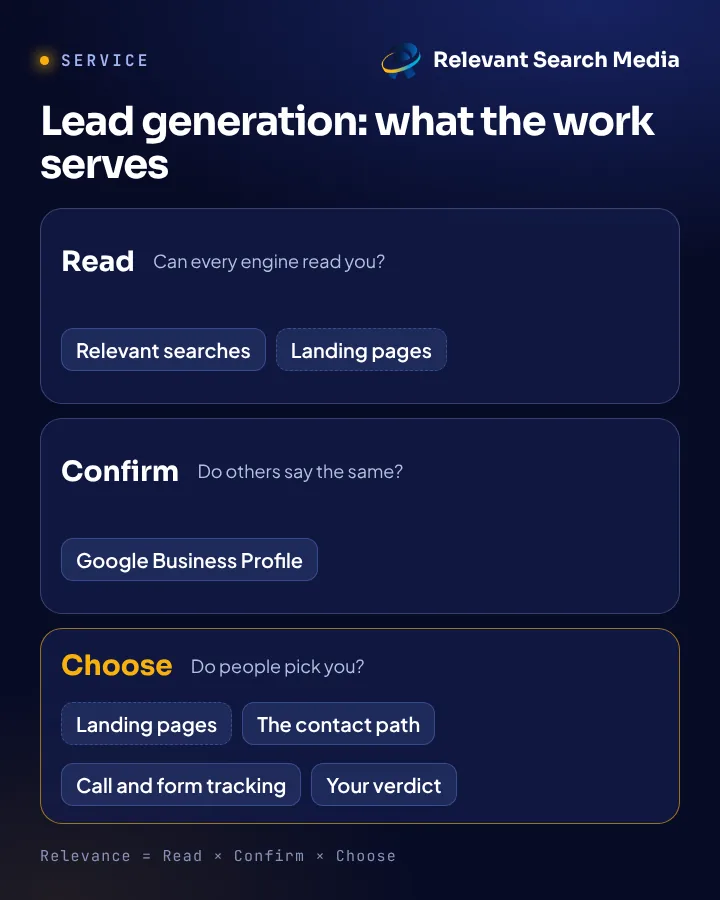 SERVICE
Relevant Search Media
Lead generation: what the work
serves
Read Can every engine read you?
Relevant searches Landing pages
Confirm Do others say the same?
Google Business Profile
Choose Do people pick you?
Landing pages The contact path
Call and form tracking Your verdict
Relevance = Read × Confirm × Choose